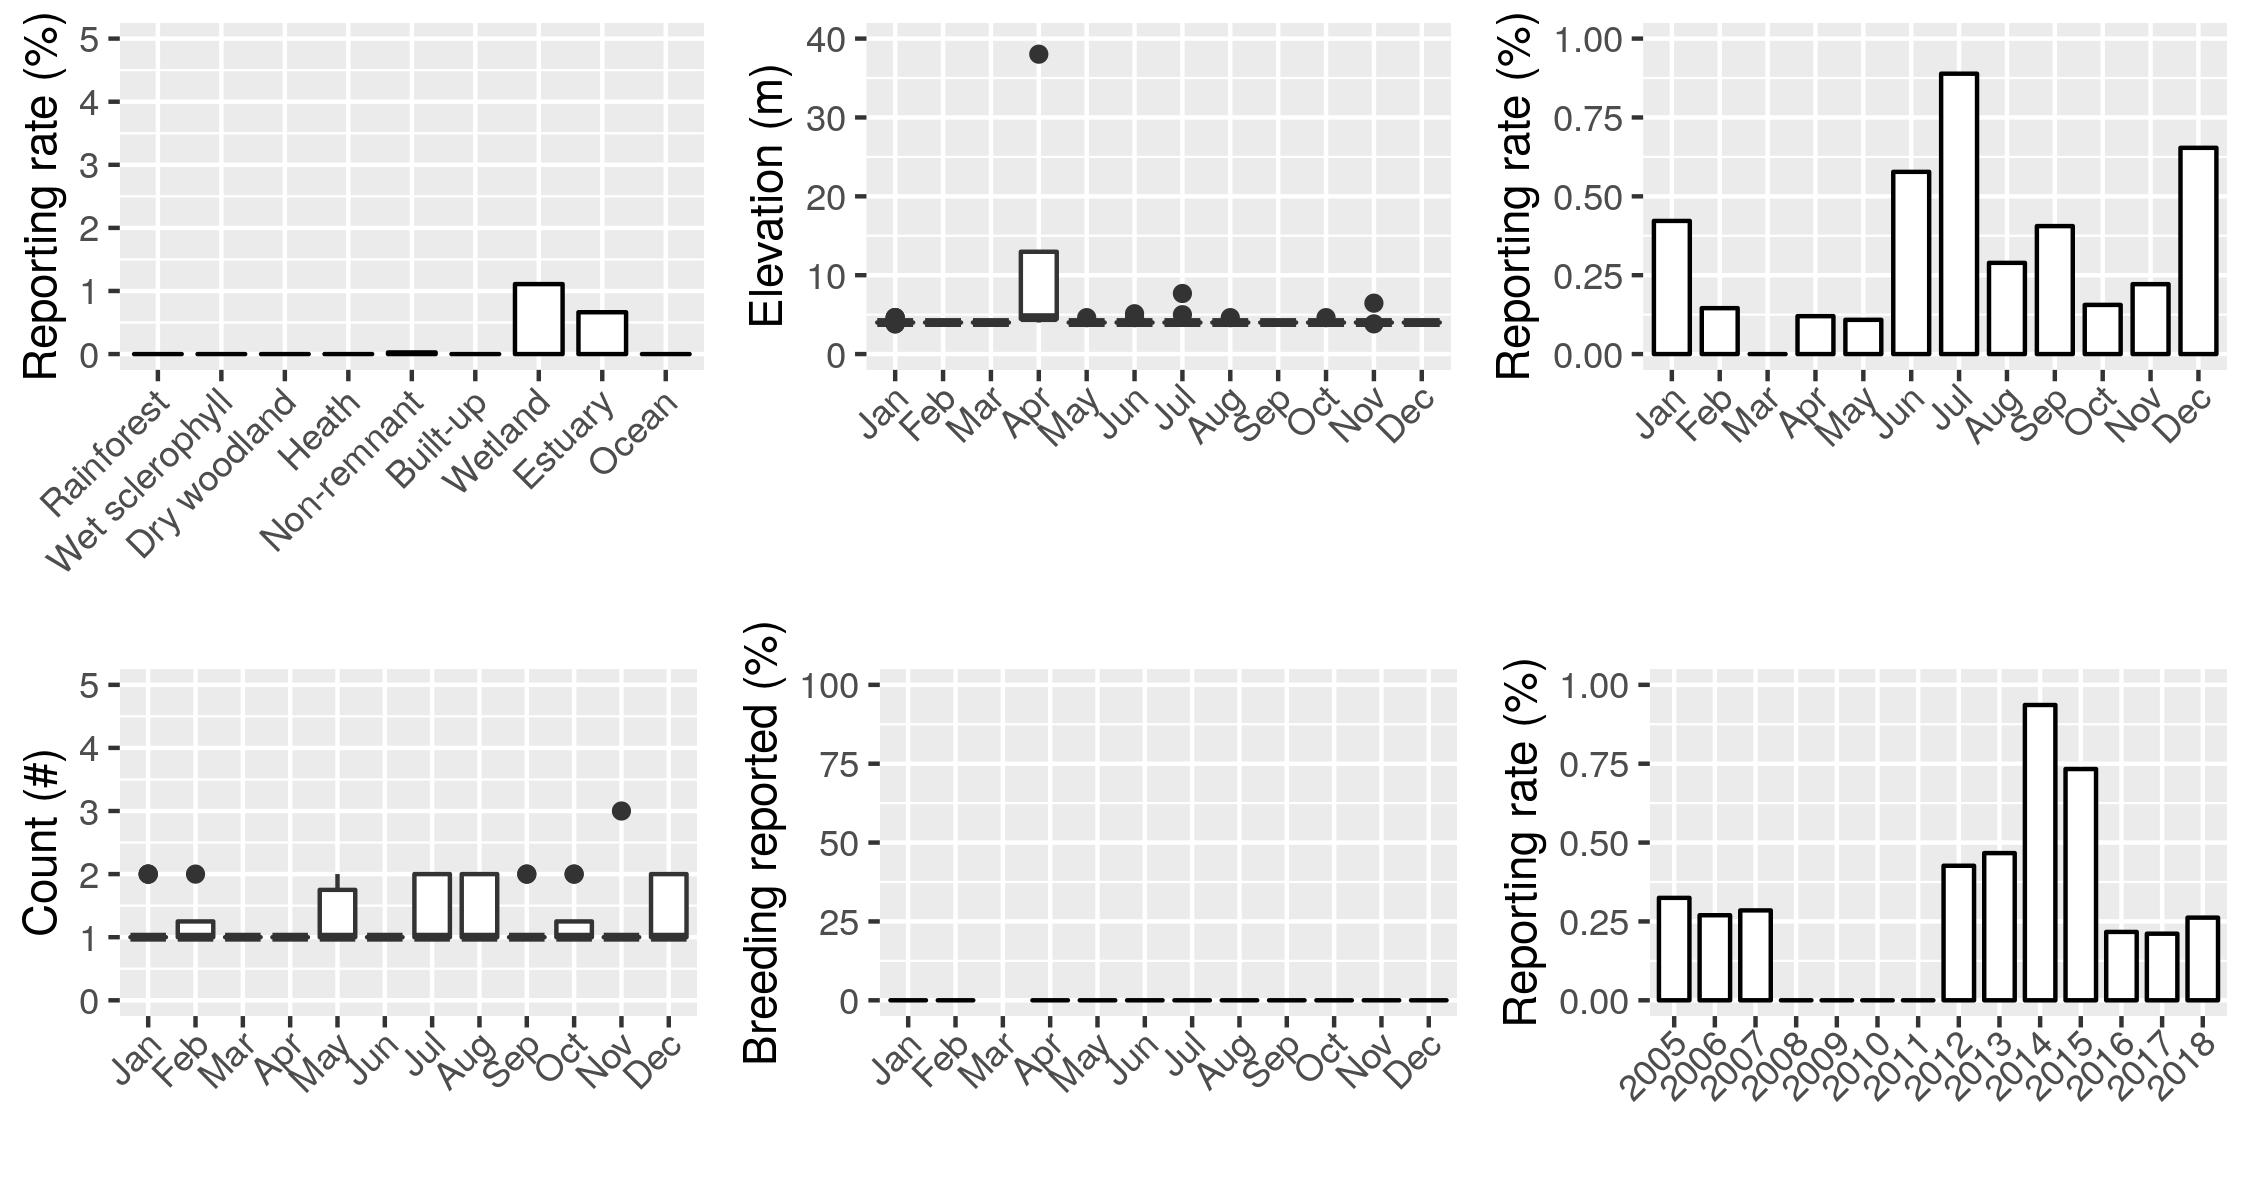 Reporting rate (%)
5
4
3
2
1
0
Rainforest
Wet sclerophyll
Dry woodland
Heath
Non-remnant
Built-up
Wetland
Estuary
Ocean
Elevation (m)
40
30
20
10
0
Jan
Feb
Mar
Apr
May
Jun
Jul
Aug
Sep
Oct
Nov
Dec
Reporting rate (%)
1.00
0.75
0.50
0.25
0.00
Jan
Feb
Mar
Apr
May
Jun
Jul
Aug
Sep
Oct
Nov
Dec
Count (#)
5
4
3
2
1
0
Jan
Feb
Mar
Apr
May
Jun
Jul
Aug
Sep
Oct
Nov
Dec
Breeding reported (%)
100
75
50
25
0
Jan
Feb
Mar
Apr
May
Jun
Jul
Aug
Sep
Oct
Nov
Dec
Reporting rate (%)
1.00
0.75
0.50
0.25
0.00
2005
2006
2007
2008
2009
2010
2011
2012
2013
2014
2015
2016
2017
2018